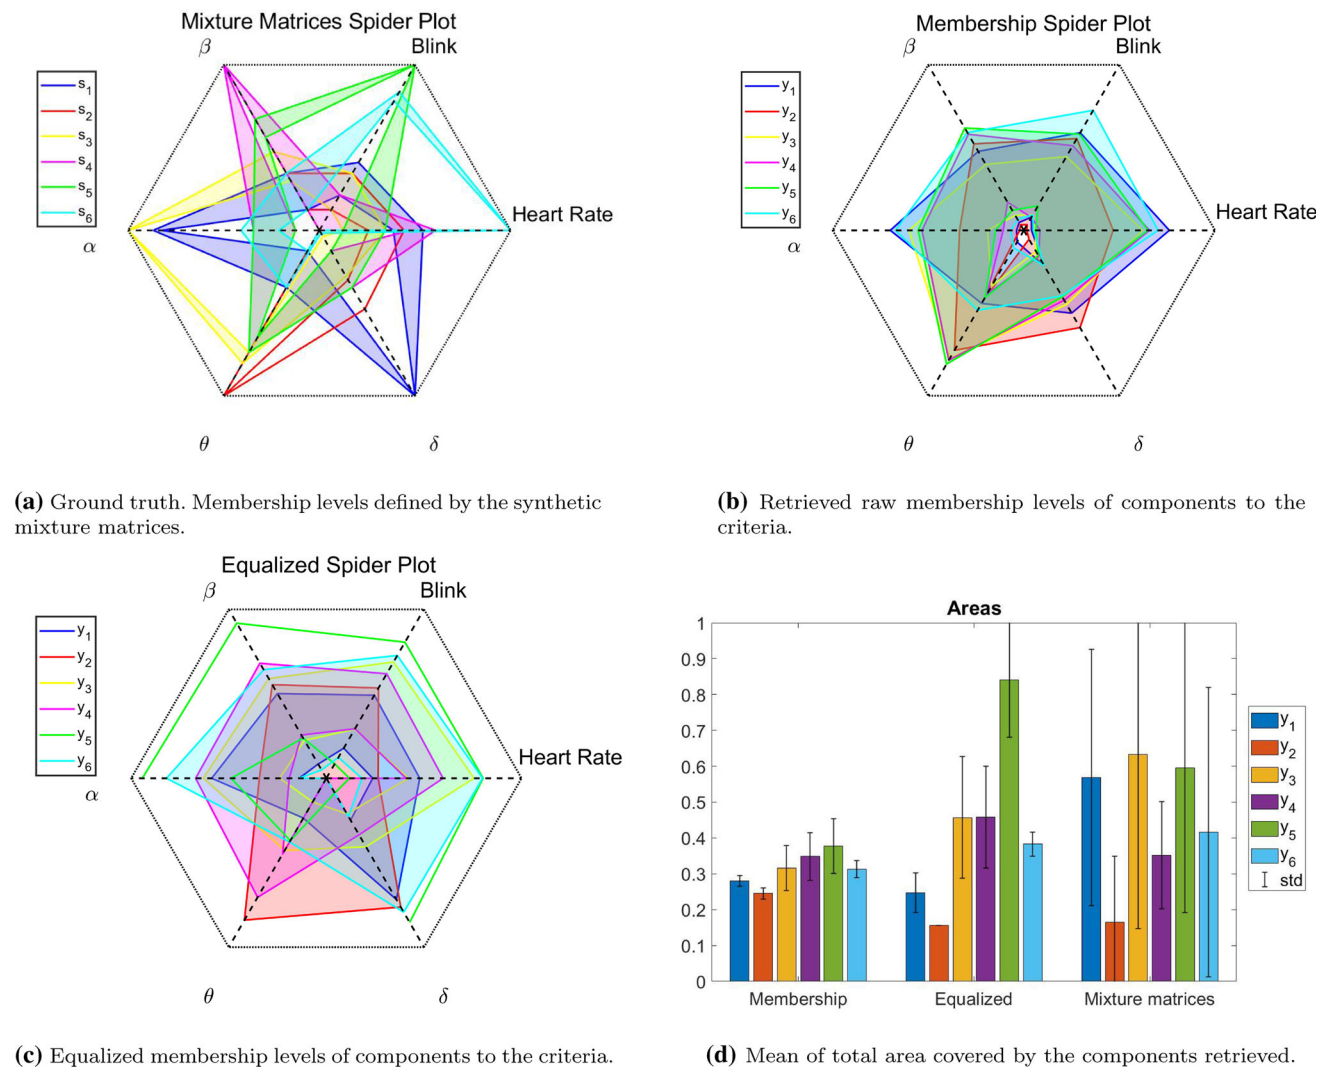 Mixture Matrices Spider Plot
β
Blink
s1
s2
s3
s4
s5
s6
Heart Rate
α
θ
δ
(a) Ground truth. Membership levels defined by the synthetic
mixture matrices.
Membership Spider Plot
β
Blink
y1
y2
y3
y4
y5
y6
Heart Rate
α
θ
δ
(b) Retrieved raw membership levels of components to the
criteria.
Equalized Spider Plot
β
Blink
y1
y2
y3
y4
y5
y6
Heart Rate
α
θ
δ
(c) Equalized membership levels of components to the criteria.
Areas
1
0.9
0.8
0.7
0.6
0.5
0.4
0.3
0.2
0.1
0
Membership
Equalized
Mixture matrices
y1
y2
y3
y4
y5
y6
std
(d) Mean of total area covered by the components retrieved.